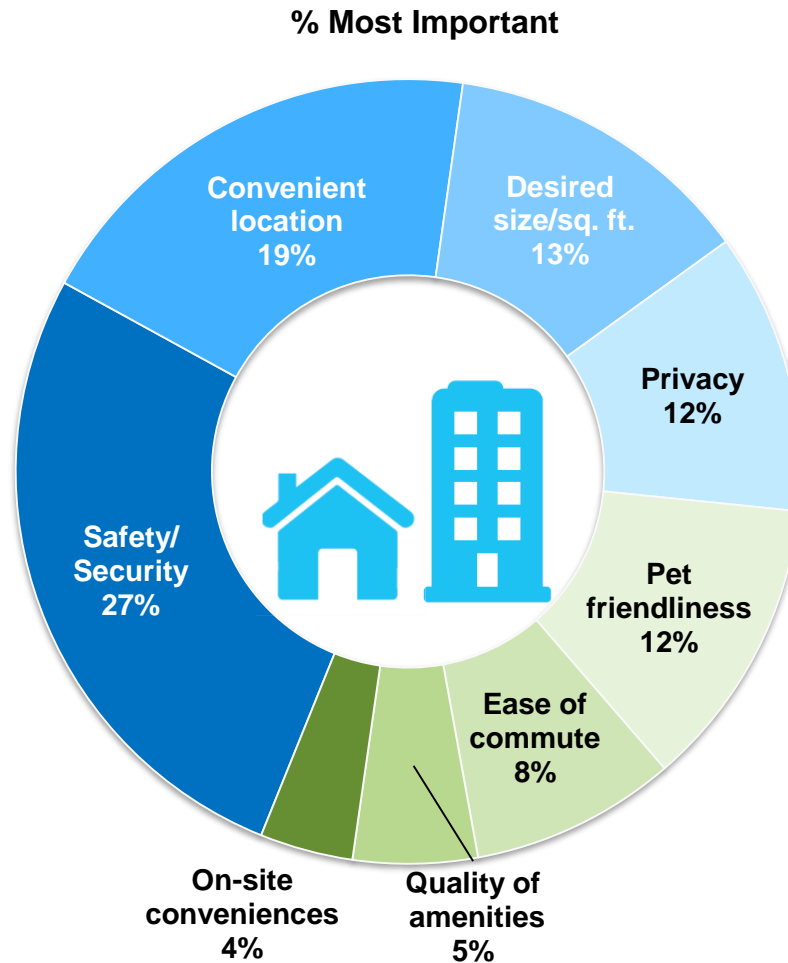 % Most Important
Convenient
location
19%
Desired
size/sq. ft.
13%
Privacy
12%
Safety/
Security
27%
Pet
friendliness
12%
Ease of
commute
8%
On-site
conveniences
4%
Quality of
amenities
5%